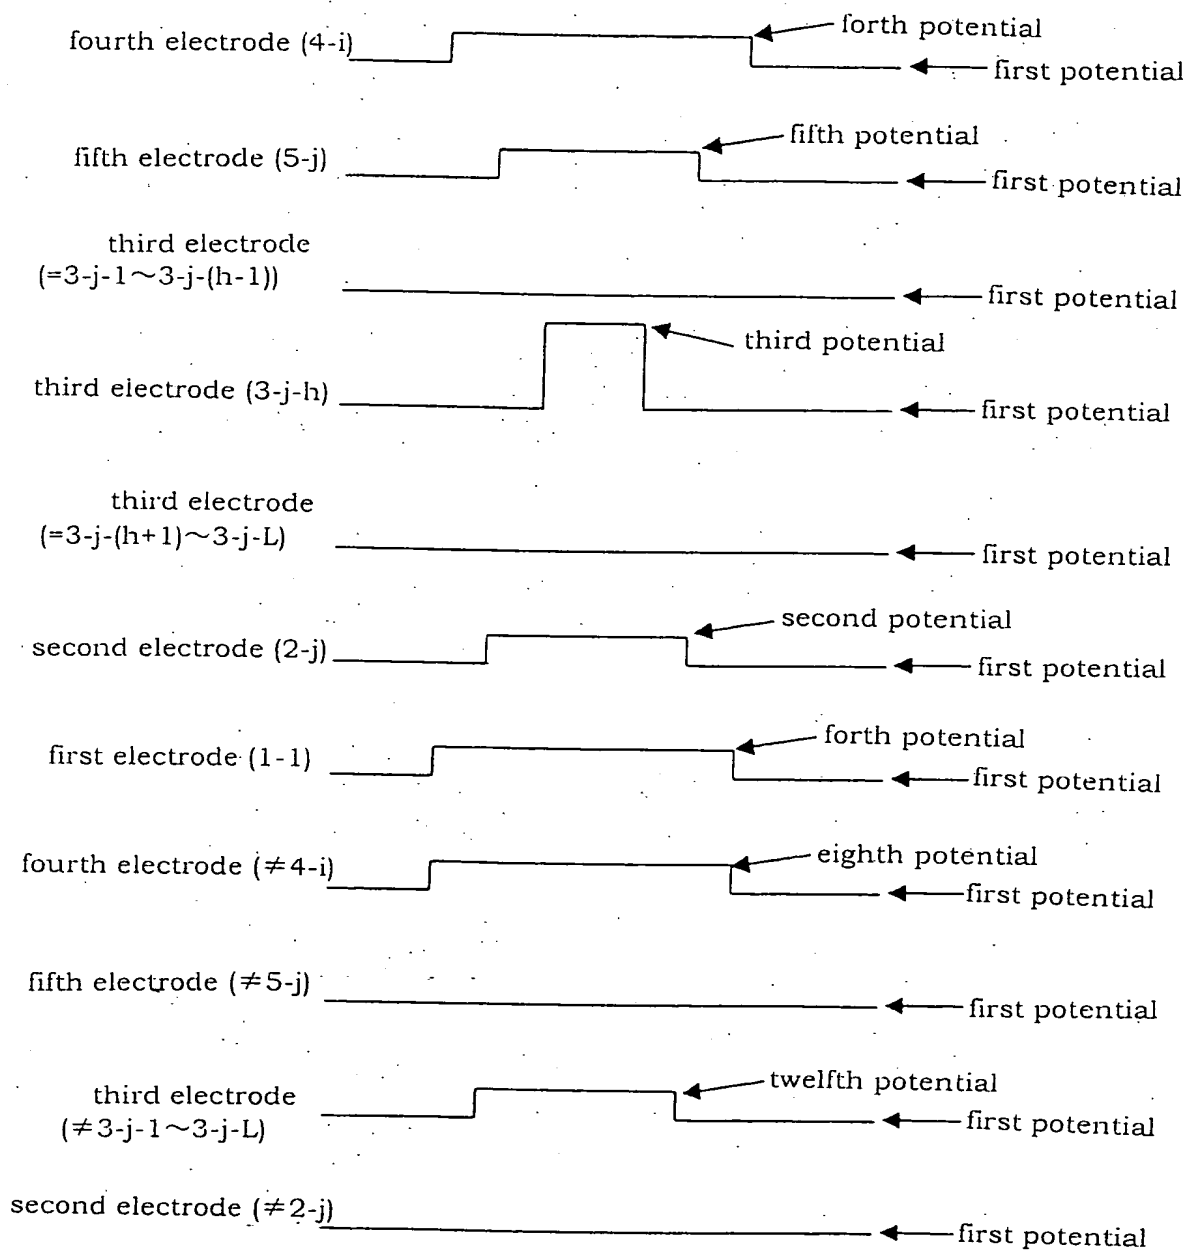 forth potential
fourth electrode (4-i)
first potential
fifth potential
fifth electrode (5-j)
first potential
third electrode
(=3-j-1～3-j-(h-1))
first potential
third potential
third electrode (3-j-h)
first potential
third electrode
(=3-j-(h+1)～3-j-L)
first potential
second potential
second electrode (2-j)
first potential
forth potential
first electrode (1-1)
first potential
eighth potential
fourth electrode (≠4-i)
first potential
fifth electrode (≠5-j)
first potential
twelfth potential
third electrode
(≠3-j-1～3-j-L)
first potential
second electrode (≠2-j)
first potential